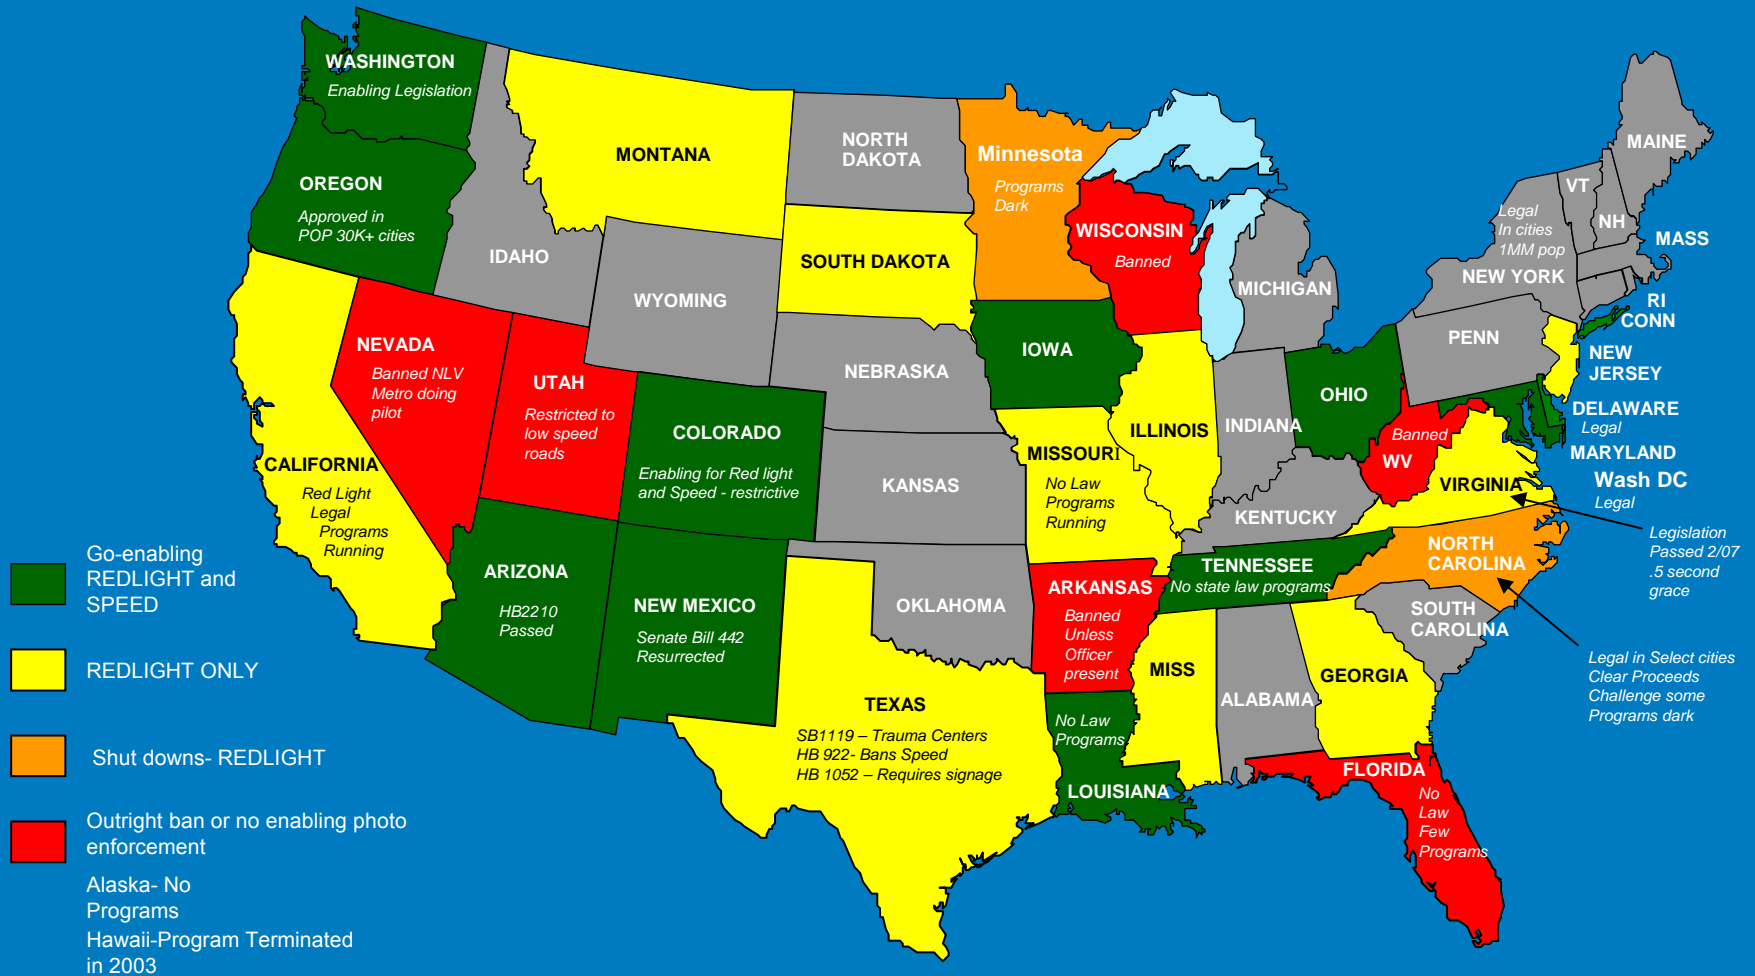 WASHINGTON
Enabling Legislation
OREGON
Approved in
POP 30K+ cities
CALIFORNIA
Red Light
Legal
Programs
Running
NEVADA
Banned NLV
Metro doing
pilot
IDAHO
MONTANA
WYOMING
UTAH
Restricted to
low speed
roads
COLORADO
Enabling for Red light
and Speed - restrictive
ARIZONA
HB2210
Passed
NEW MEXICO
Senate Bill 442
Resurrected
NORTH
DAKOTA
SOUTH DAKOTA
NEBRASKA
KANSAS
OKLAHOMA
TEXAS
SB1119 – Trauma Centers
HB 922- Bans Speed
HB 1052 – Requires signage
Minnesota
Programs
Dark
IOWA
MISSOURI
No Law
Programs
Running
ARKANSAS
Banned
Unless
Officer
present
No Law
Programs
LOUISIANA
WISCONSIN
Banned
ILLINOIS
MICHIGAN
INDIANA
OHIO
KENTUCKY
TENNESSEE
No state law programs
MISS
ALABAMA
GEORGIA
FLORIDA
No
Law
Few
Programs
SOUTH
CAROLINA
NORTH
CAROLINA
Legal in Select cities
Clear Proceeds
Challenge some
Programs dark
VIRGINIA
Legislation
Passed 2/07
.5 second
grace
Banned
WV
PENN
Legal
In cities
1MM pop
NEW YORK
VT
NH
MAINE
MASS
RI
CONN
NEW
JERSEY
DELAWARE
Legal
MARYLAND
Wash DC
Legal
Go-enabling
REDLIGHT and
SPEED
REDLIGHT ONLY
Shut downs- REDLIGHT
Outright ban or no enabling photo
enforcement
Alaska- No
Programs
Hawaii-Program Terminated
in 2003